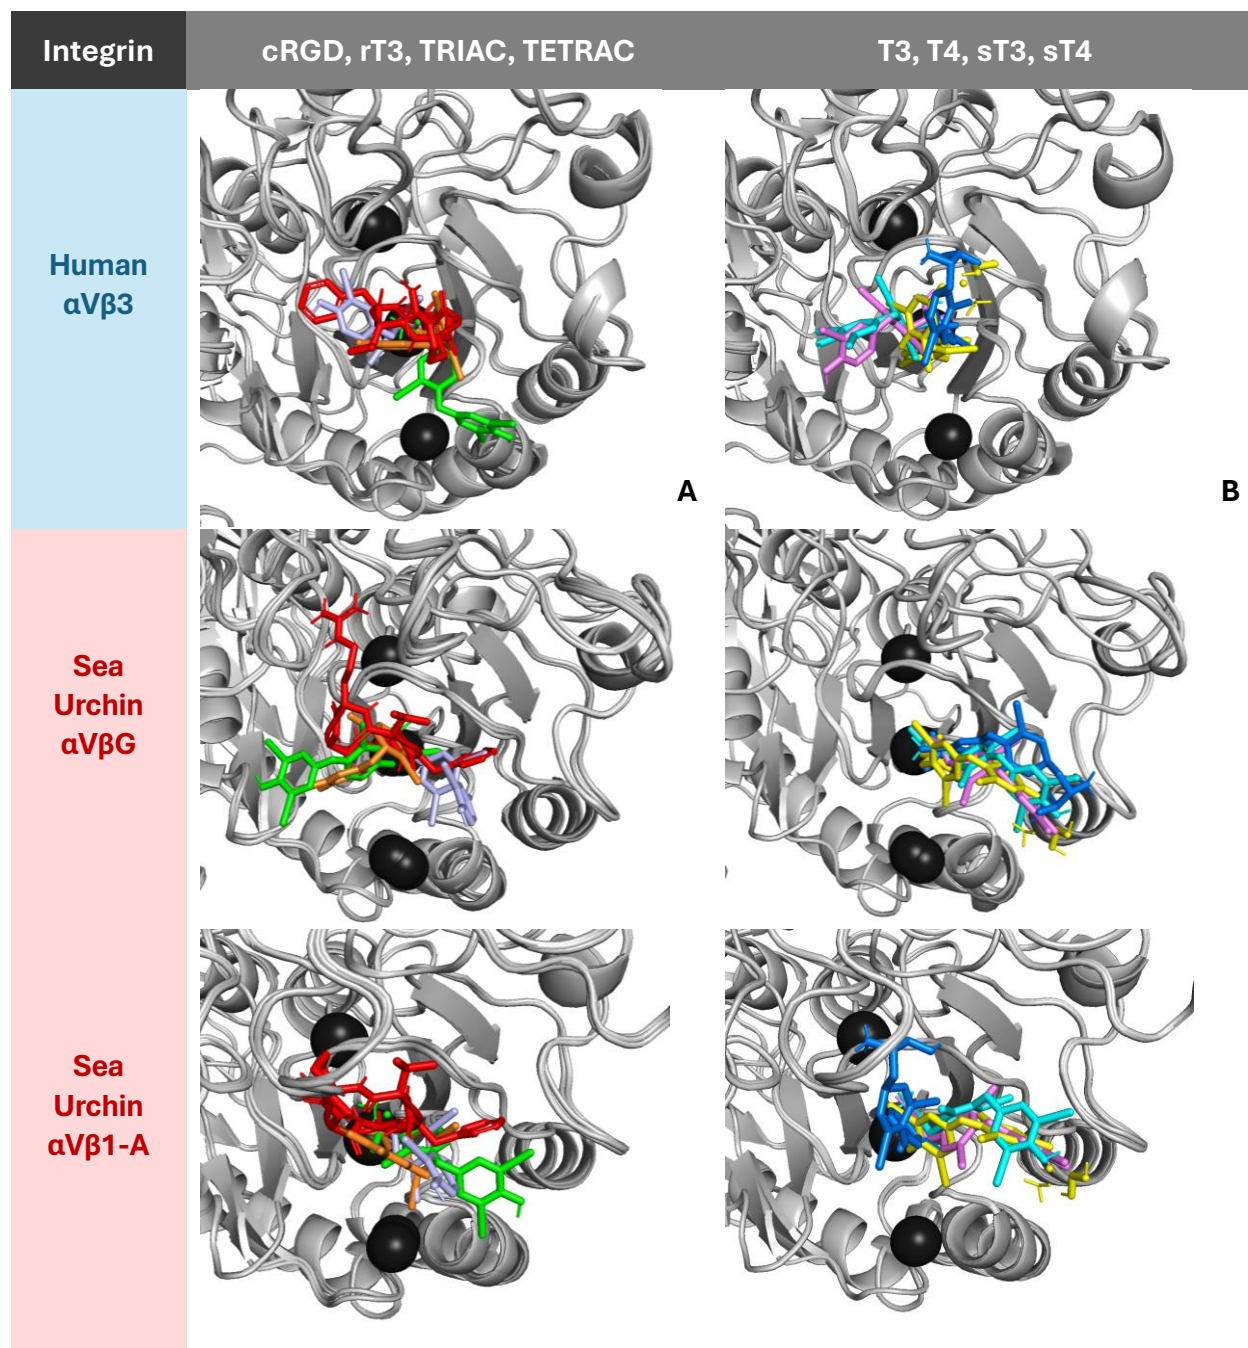 Integrin
cRGD, rT3, TRIAC, TETRAC
T3, T4, sT3, sT4
Human
αVβ3
A
B
Sea
Urchin
αVβG
Sea
Urchin
αVβ1-A